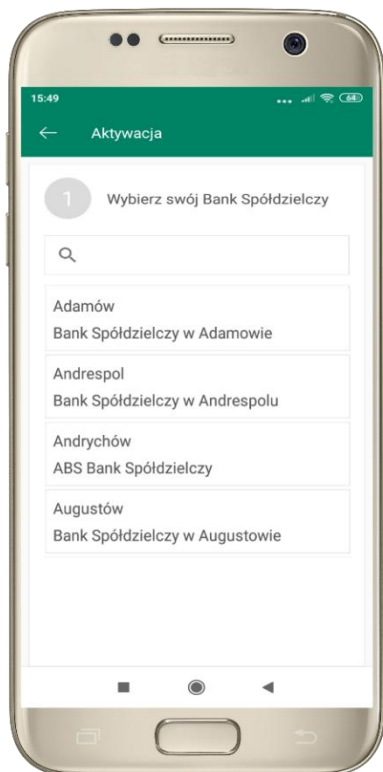 15:49
64
Aktywacja
1
Wybierz swój Bank Spółdzielczy
Adamów
Bank Spółdzielczy w Adamowie
Andrespol
Bank Spółdzielczy w Andrespolu
Andrychów
ABS Bank Spółdzielczy
Augustów
Bank Spółdzielczy w Augustowie